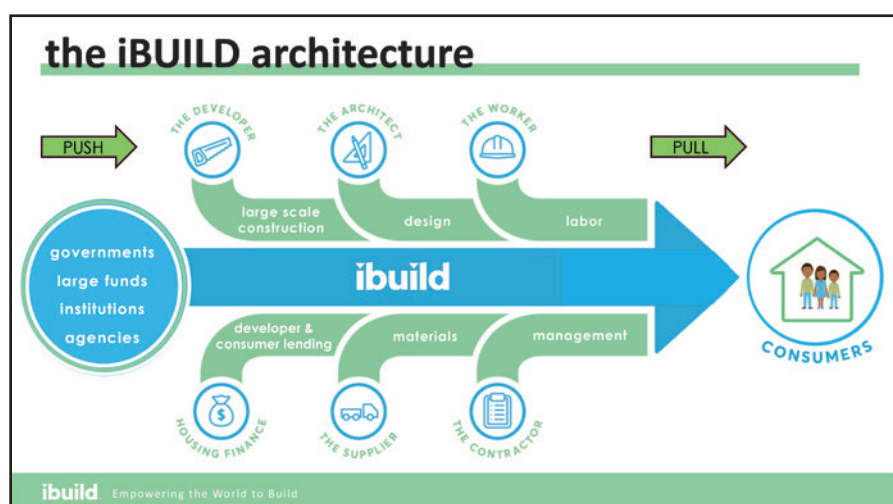 the iBUILD architecture
PUSH
THE DEVELOPER
THE ARCHITECT
THE WORKER
PULL
large scale
construction
design
labor
governments
large funds
institutions
agencies
ibuild
CONSUMERS
developer &
consumer lending
materials
management
$
HOUSING FINANCE
THE SUPPLIER
THE CONTRACTOR
ibuild. Empowering the World to Build